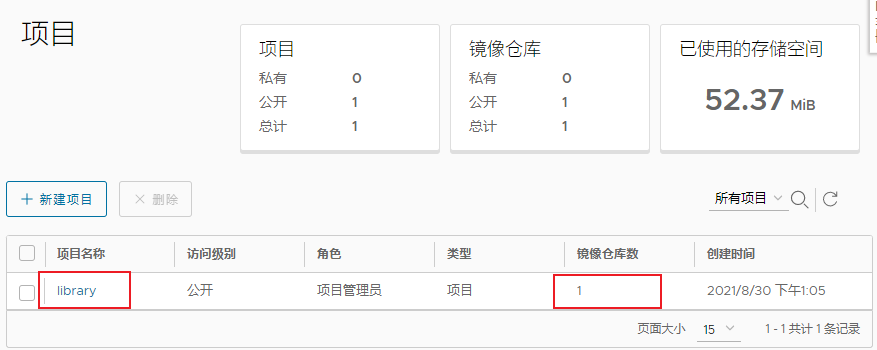 项目
项目
私有 0
公开 1
总计 1
镜像仓库
私有 0
公开 1
总计 1
已使用的存储空间
52.37 MiB
+ 新建项目
× 删除
所有项目
项目名称 访问级别 角色 类型 镜像仓库数 创建时间
library 公开 项目管理员 项目 1 2021/8/30 下午1:05
页面大小 15 1 - 1 共计 1 条记录